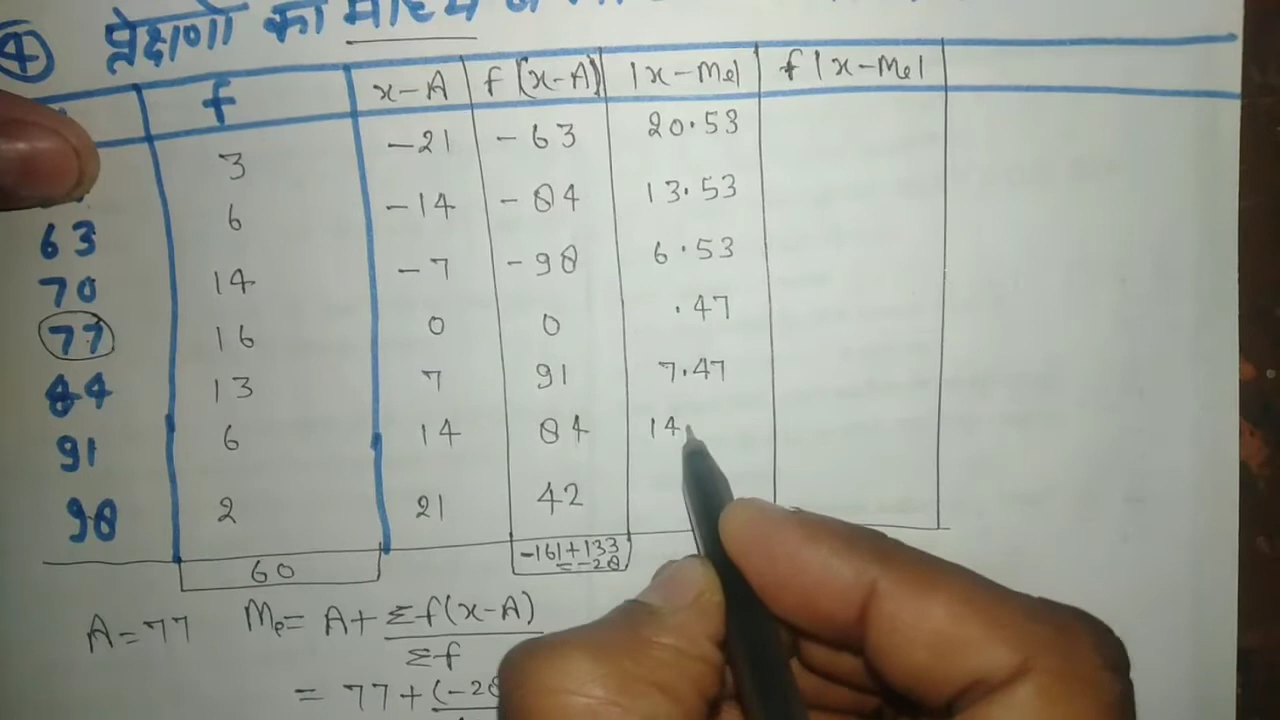 ④ प्रेक्षणों का माध्य
f x-A f(x-A) |x-Me| f|x-Me|
3 -21 -63 20.53
63 6 -14 -84 13.53
70 14 -7 -98 6.53
77 16 0 0 .47
84 13 7 91 7.47
91 6 14 84 14
98 2 21 42
60 -161+133
=-28
A=77 Me= A+ Σf(x-A)
Σf
= 77+(-28